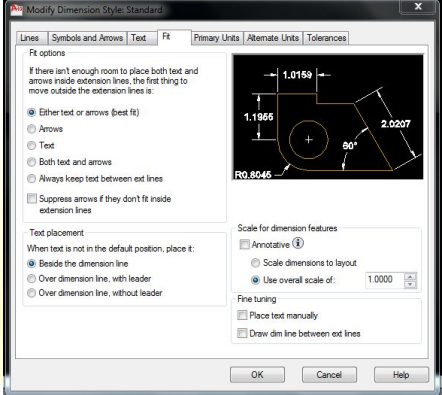 Modify Dimension Style: Standard
Lines Symbols and Arrows Text Fit Primary Units Alternate Units Tolerances
Fit options
If there isn't enough room to place both text and
arrows inside extension lines, the first thing to
move outside the extension lines is:
Either text or arrows (best fit)
Arrows
Text
Both text and arrows
Always keep text between ext lines
Suppress arrows if they don't fit inside
extension lines
Text placement
When text is not in the default position, place it:
Beside the dimension line
Over dimension line, with leader
Over dimension line, without leader
1.0159
1.1955
2.0207
60°
R0.8045
Scale for dimension features
Annotative
Scale dimensions to layout
Use overall scale of: 1.0000
Fine tuning
Place text manually
Draw dim line between ext lines
OK Cancel Help